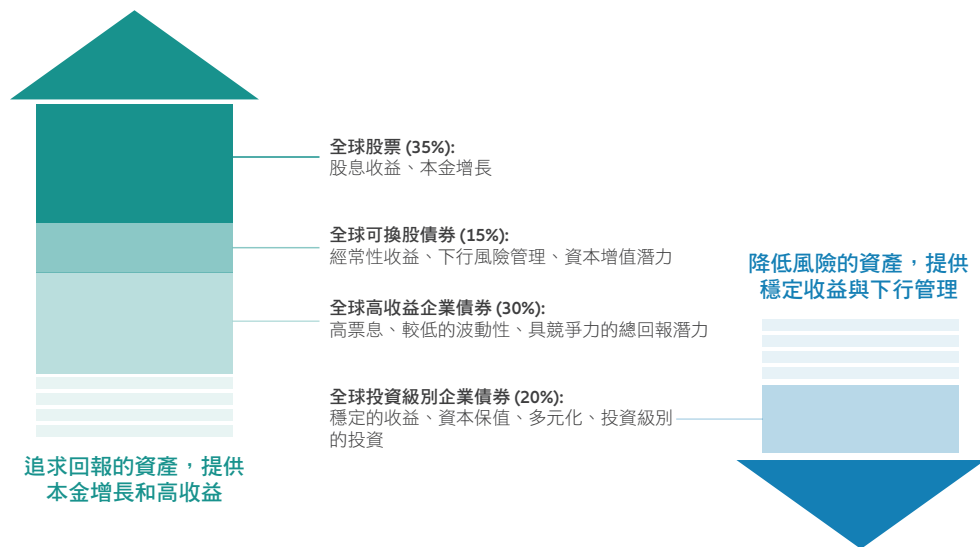 全球股票 (35%):
股息收益、本金增長
全球可換股債券 (15%):
經常性收益、下行風險管理、資本增值潛力
全球高收益企業債券 (30%):
高票息、較低的波動性、具競爭力的總回報潛力
全球投資級別企業債券 (20%):
穩定的收益、資本保值、多元化、投資級別
的投資
追求回報的資產，提供
本金增長和高收益
降低風險的資產，提供
穩定收益與下行管理